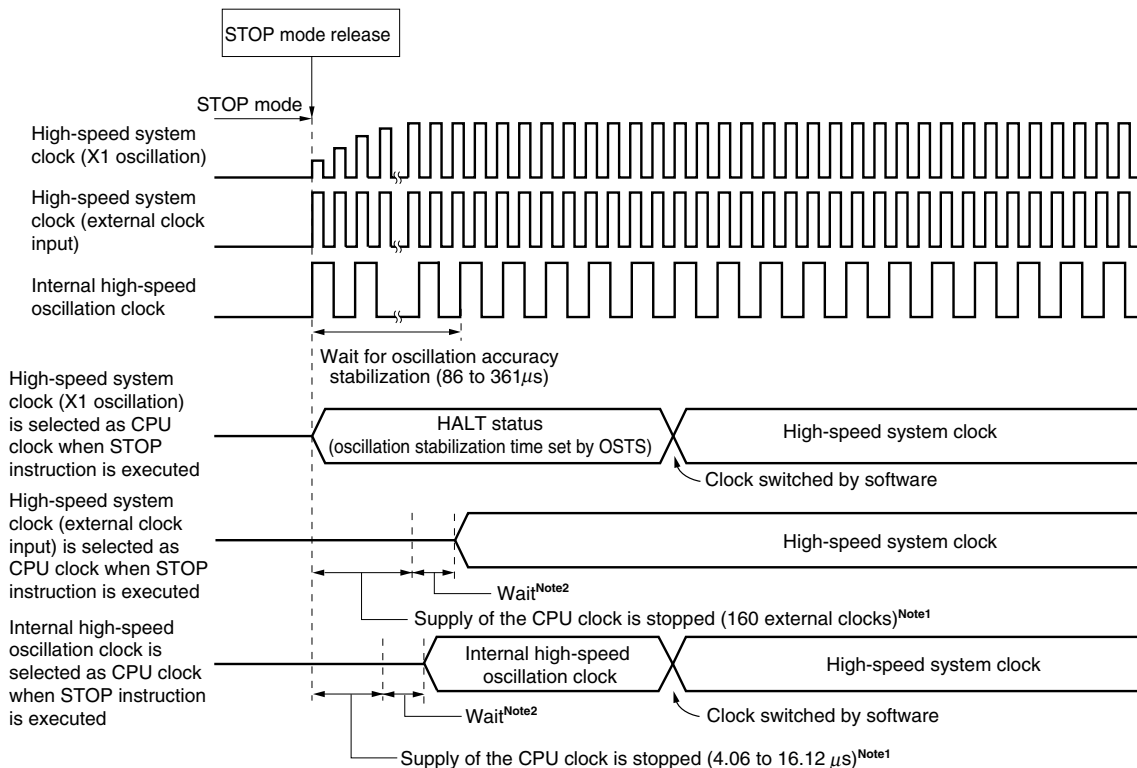 STOP mode release
STOP mode
High-speed system
clock (X1 oscillation)
High-speed system
clock (external clock
input)
Internal high-speed
oscillation clock
Wait for oscillation accuracy
stabilization (86 to 361μs)
High-speed system
clock (X1 oscillation)
is selected as CPU
clock when STOP
instruction is executed
HALT status
(oscillation stabilization time set by OSTS)
High-speed system clock
Clock switched by software
High-speed system
clock (external clock
input) is selected as
CPU clock when STOP
instruction is executed
High-speed system clock
Wait Note2
Supply of the CPU clock is stopped (160 external clocks) Note1
Internal high-speed
oscillation clock is
selected as CPU clock
when STOP instruction
is executed
Internal high-speed
oscillation clock
High-speed system clock
Wait Note2
Clock switched by software
Supply of the CPU clock is stopped (4.06 to 16.12 μs) Note1